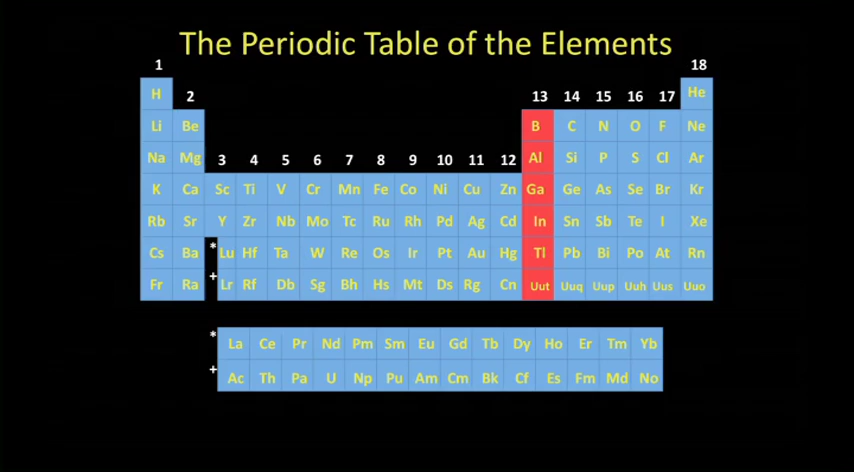 The Periodic Table of the Elements
1 18
2 13 14 15 16 17
H He
Li Be B C N O F Ne
3 4 5 6 7 8 9 10 11 12
Na Mg Al Si P S Cl Ar
K Ca Sc Ti V Cr Mn Fe Co Ni Cu Zn Ga Ge As Se Br Kr
Rb Sr Y Zr Nb Mo Tc Ru Rh Pd Ag Cd In Sn Sb Te I Xe
Cs Ba * Lu Hf Ta W Re Os Ir Pt Au Hg Tl Pb Bi Po At Rn
Fr Ra + Lr Rf Db Sg Bh Hs Mt Ds Rg Cn Uut Uuq Uup Uuh Uus Uuo
* La Ce Pr Nd Pm Sm Eu Gd Tb Dy Ho Er Tm Yb
+ Ac Th Pa U Np Pu Am Cm Bk Cf Es Fm Md No